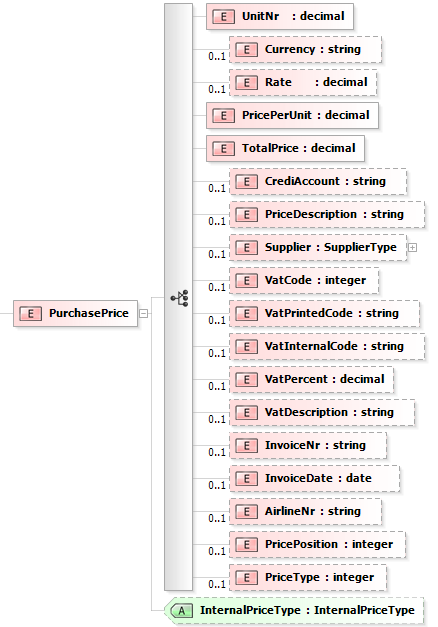 E UnitNr : decimal
0..1 E Currency : string
0..1 E Rate : decimal
E PricePerUnit : decimal
E TotalPrice : decimal
0..1 E CrediAccount : string
0..1 E PriceDescription : string
0..1 E Supplier : SupplierType
0..1 E VatCode : integer
E PurchasePrice
0..1 E VatPrintedCode : string
0..1 E VatInternalCode : string
0..1 E VatPercent : decimal
0..1 E VatDescription : string
0..1 E InvoiceNr : string
0..1 E InvoiceDate : date
0..1 E AirlineNr : string
0..1 E PricePosition : integer
0..1 E PriceType : integer
A InternalPriceType : InternalPriceType